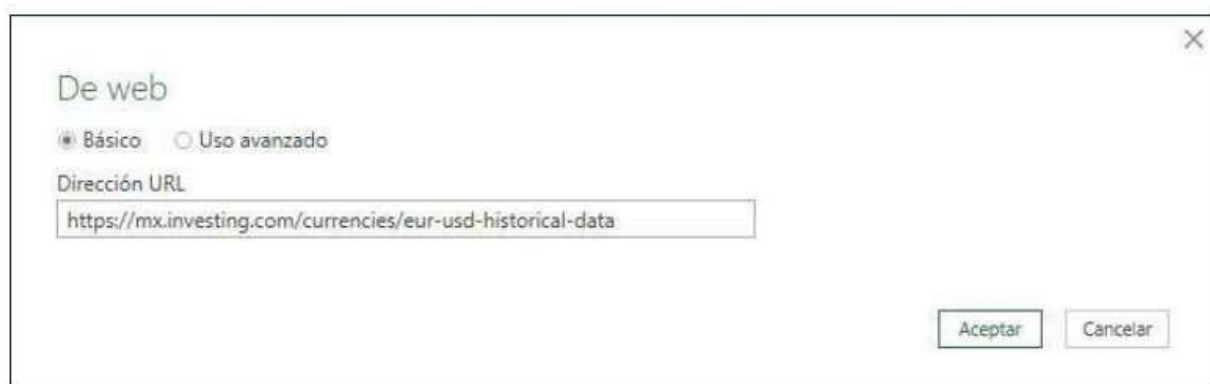 De web
Básico Uso avanzado
Dirección URL
https://mx.investing.com/currencies/eur-usd-historical-data
Aceptar Cancelar